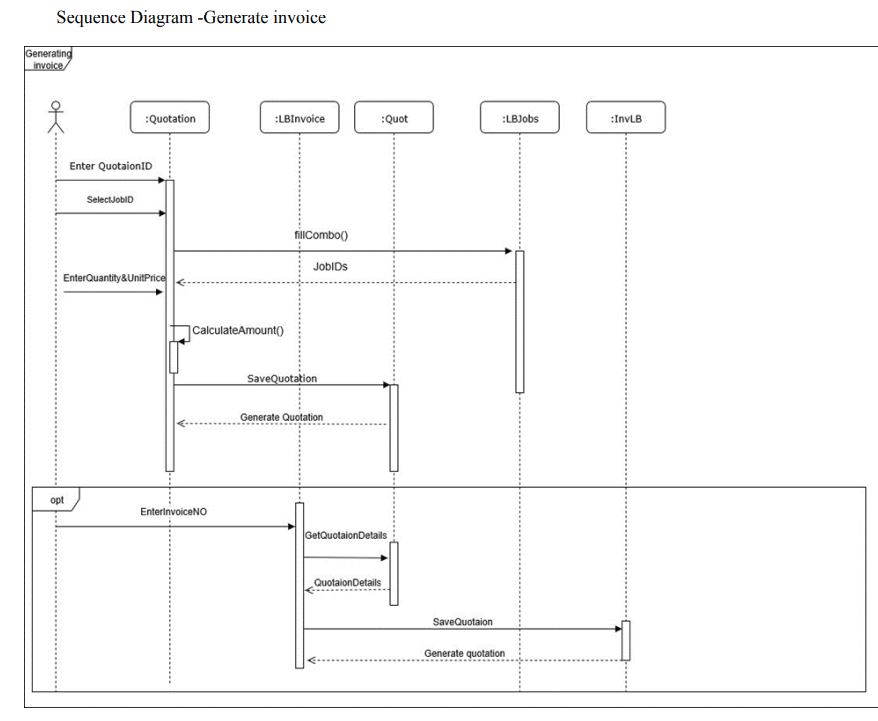 Sequence Diagram -Generate invoice
Generating
invoice
:Quotation
:LBInvoice
:Quot
:LBJobs
:InvLB
Enter QuotaionID
SelectJobID
fillCombo()
JobIDs
EnterQuantity&UnitPrice
CalculateAmount()
SaveQuotation
Generate Quotation
opt
EnterInvoiceNO
GetQuotaionDetails
QuotaionDetails
SaveQuotaion
Generate quotation